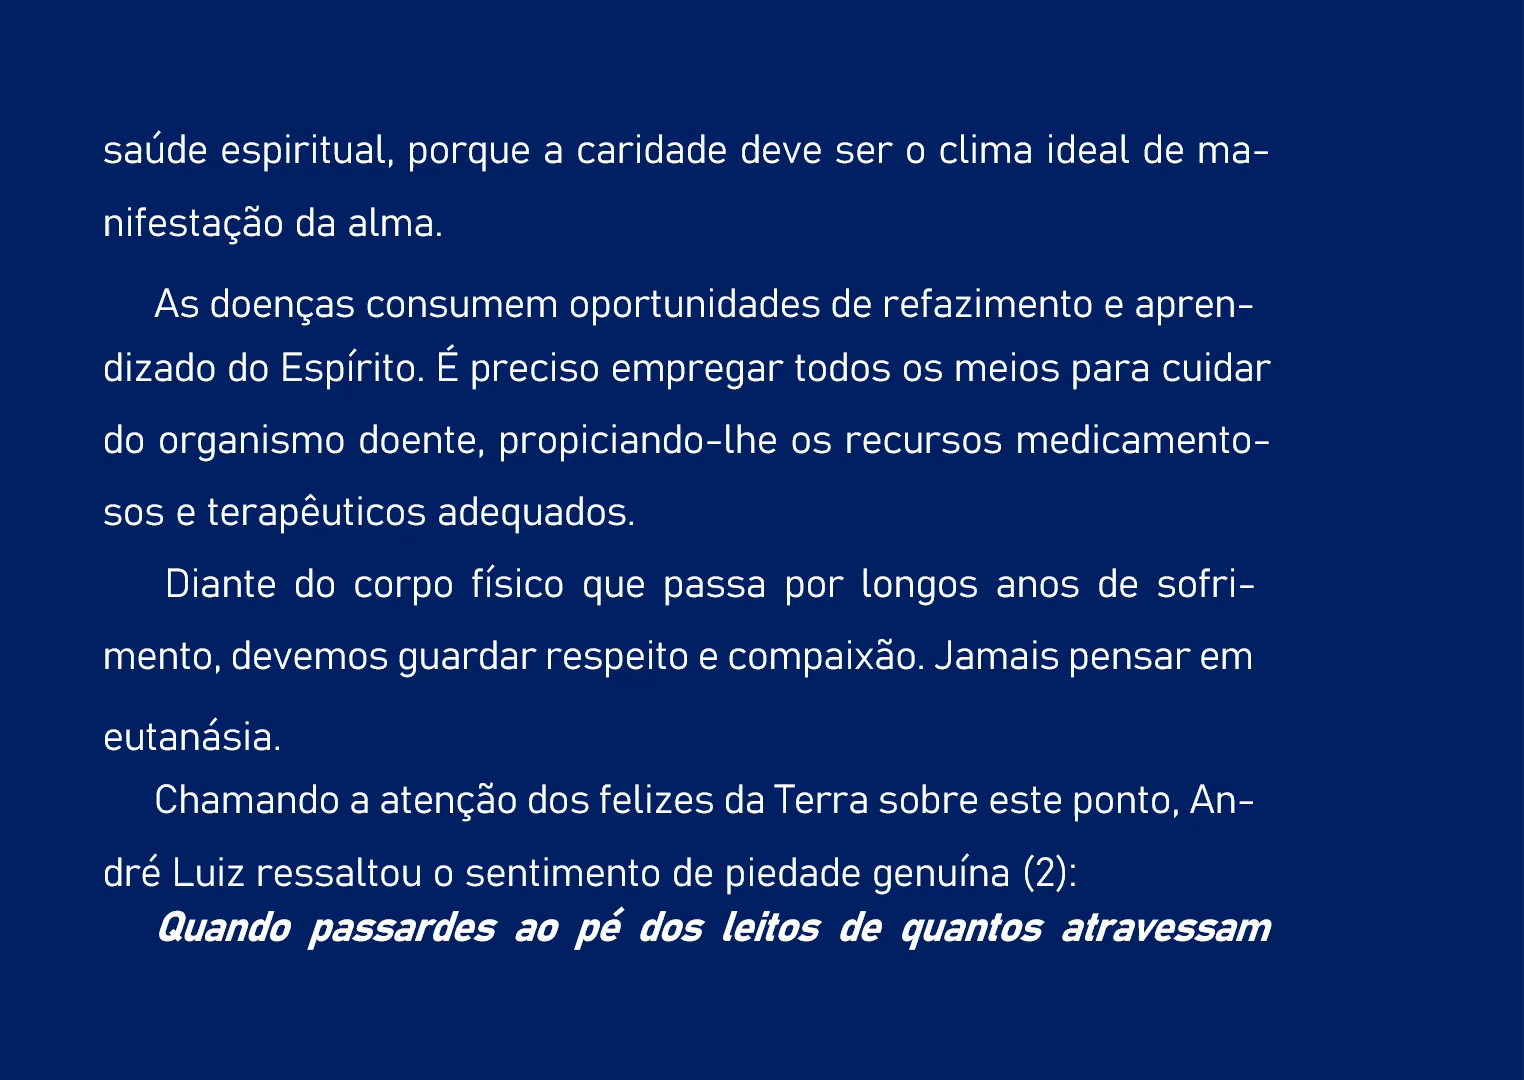 saúde espiritual, porque a caridade deve ser o clima ideal de ma-
nifestação da alma.
As doenças consumem oportunidades de refazimento e apren-
dizado do Espírito. É preciso empregar todos os meios para cuidar
do organismo doente, propiciando-lhe os recursos medicamento-
sos e terapêuticos adequados.
Diante do corpo físico que passa por longos anos de sofri-
mento, devemos guardar respeito e compaixão. Jamais pensar em
eutanásia.
Chamando a atenção dos felizes da Terra sobre este ponto, An-
dré Luiz ressaltou o sentimento de piedade genuína (2):
Quando passardes ao pé dos leitos de quantos atravessam